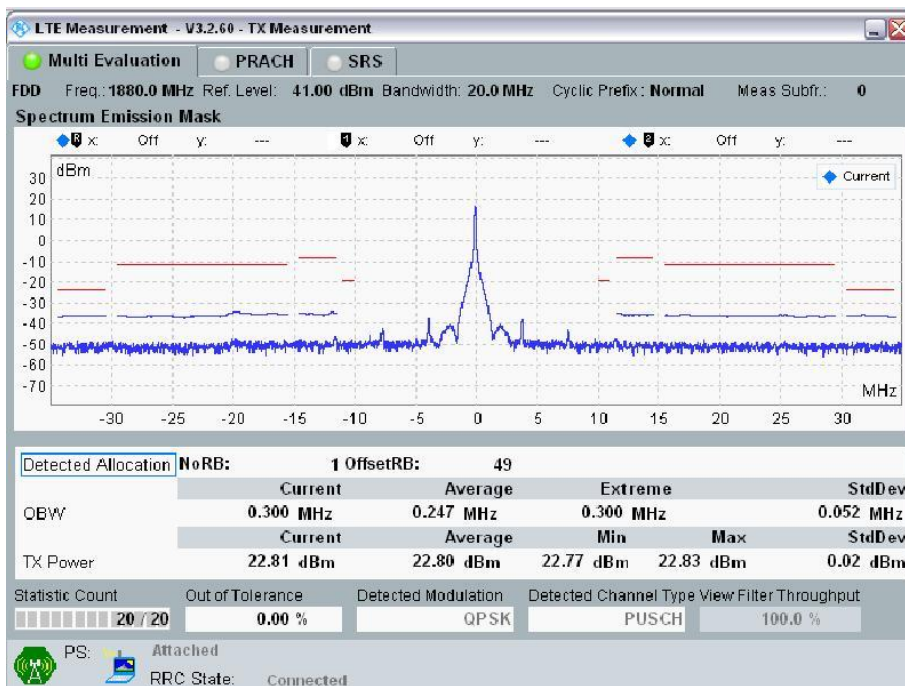 LTE Measurement - V3.2.60 - TX Measurement
Multi Evaluation PRACH SRS
FDD Freq.: 1880.0 MHz Ref. Level: 41.00 dBm Bandwidth: 20.0 MHz Cyclic Prefix: Normal Meas Subfr.: 0
Spectrum Emission Mask
R x: Off y: --- 1 x: Off y: --- 2 x: Off y: ---
dBm
Current
30
20
10
0
-10
-20
-30
-40
-50
-60
-70
MHz
-30 -25 -20 -15 -10 -5 0 5 10 15 20 25 30
Detected Allocation NoRB: 1 OffsetRB: 49
Current Average Extreme StdDev
OBW 0.300 MHz 0.247 MHz 0.300 MHz 0.052 MHz
Current Average Min Max StdDev
TX Power 22.81 dBm 22.80 dBm 22.77 dBm 22.83 dBm 0.02 dBm
Statistic Count Out of Tolerance Detected Modulation Detected Channel Type View Filter Throughput
20 / 20 0.00 % QPSK PUSCH 100.0 %
PS: Attached
RRC State: Connected